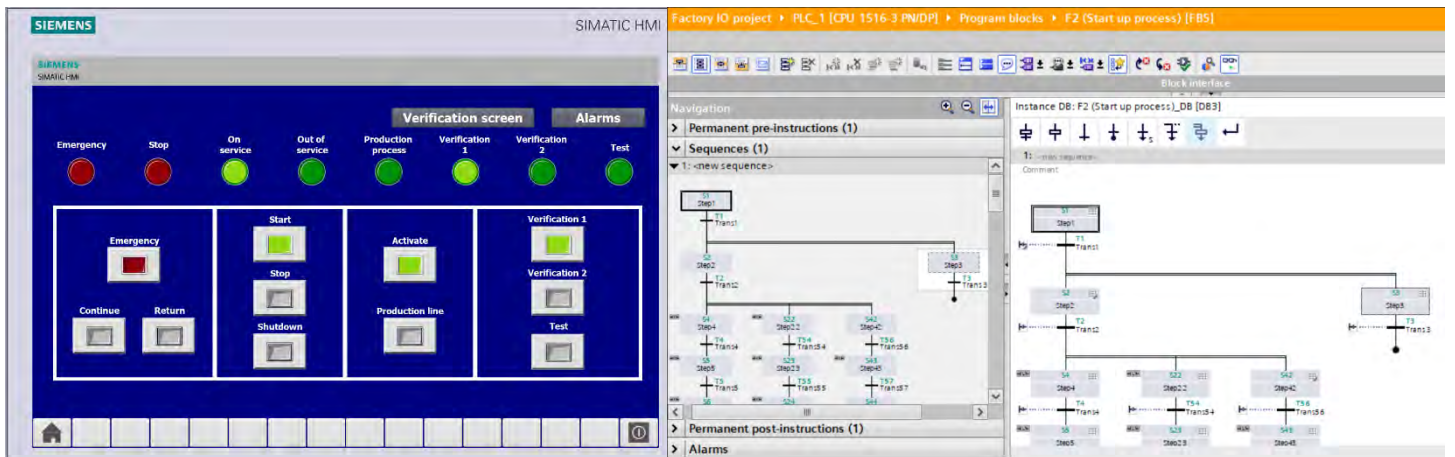 SIEMENS
SIMATIC HMI
SIEMENS
SIMATIC HMI
Verification screen
Alarms
Emergency
Stop
On service
Out of service
Production process
Verification 1
Verification 2
Test
Emergency
Continue
Return
Start
Stop
Shutdown
Activate
Production line
Verification 1
Verification 2
Test
Factory IO project ▸ PLC_1 [CPU 1516-3 PN/DP] ▸ Program blocks ▸ F2 (Start up process) [FB5]
Block interface
Navigation
Permanent pre-instructions (1)
Sequences (1)
1: <new sequence>
S1
Step1
T1
Trans1
S2
Step2
T2
Trans2
S3
Step3
T3
Trans3
S4
Step4
T4
Trans4
S22
Step22
T54
Trans54
S42
Step42
T56
Trans56
S5
Step5
T5
Trans5
S23
Step23
T55
Trans55
S43
Step43
T57
Trans57
S6
S24
S44
Permanent post-instructions (1)
Alarms
Instance DB: F2 (Start up process)_DB [DB3]
1: <new sequence>
Comment
S1
Step1
T1
Trans1
S2
Step2
T2
Trans2
S3
Step3
T3
Trans3
S4
Step4
T4
Trans4
S22
Step22
T54
Trans54
S42
Step42
T56
Trans56
S5
Step5
S23
Step23
S43
Step43